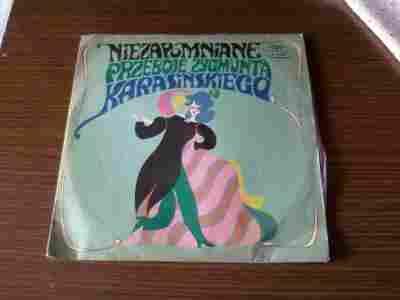 NIEZAPOMNIANE
PRZEBOJE ZYGMUNTA
KARASIŃSKIEGO